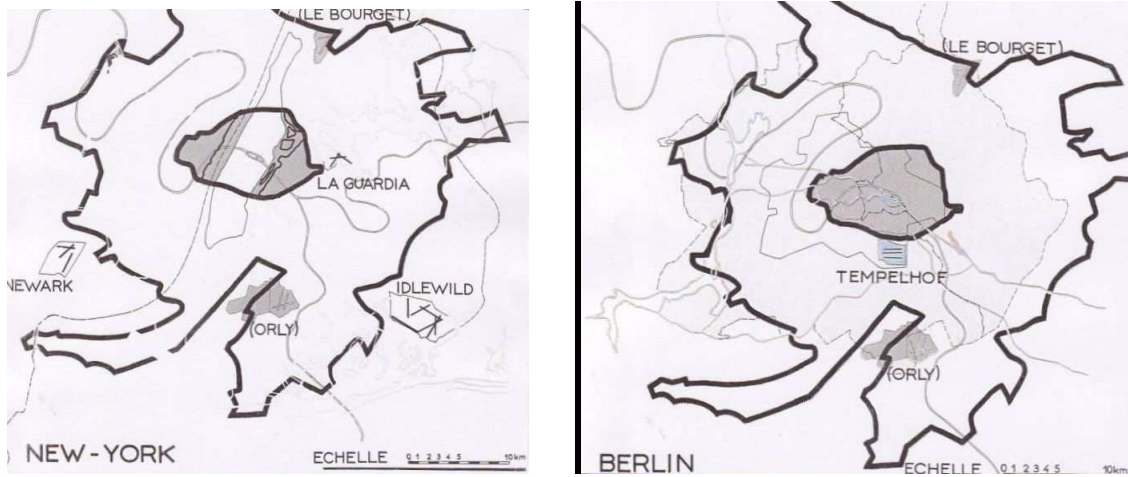 (LE BOURGET)
LA GUARDIA
NEWARK
IDLEWILD
(ORLY)
NEW-YORK
ECHELLE 0 1 2 3 4 5 10km
(LE BOURGET)
TEMPELHOF
(ORLY)
BERLIN
ECHELLE 0 1 2 3 4 5 10km